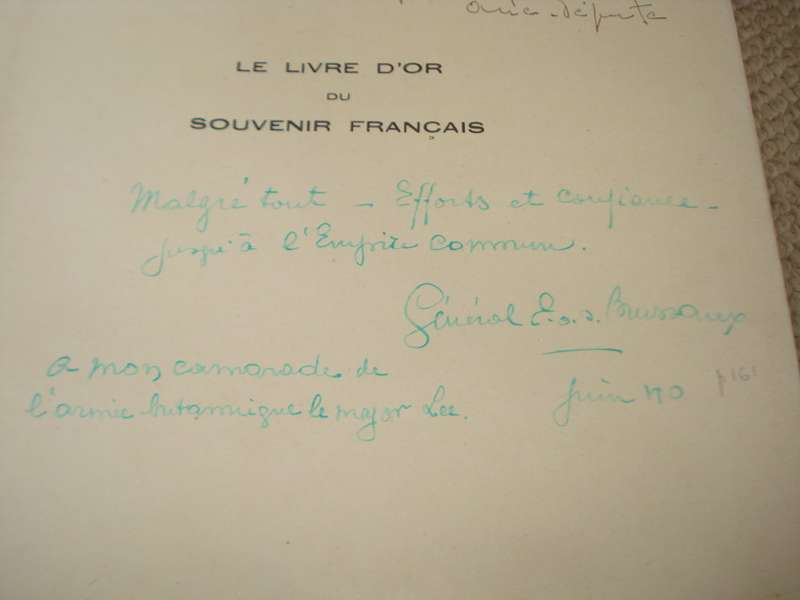 LE LIVRE D'OR
DU
SOUVENIR FRANÇAIS
Malgré tout - Efforts et confiance -
jusqu'à l'Empire commun.
Général
a mon camarade de
l'armée britannique le major Lee.
Juin 40